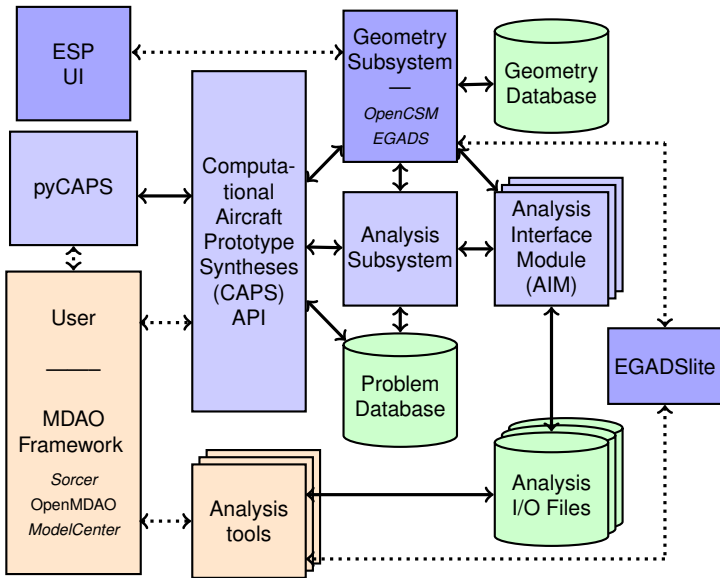 ESP
UI
Geometry
Subsystem
—
OpenCSM
EGADS
Geometry
Database
pyCAPS
Computa-
tional
Aircraft
Prototype
Syntheses
(CAPS)
API
Analysis
Subsystem
Analysis
Interface
Module
(AIM)
User
MDAO
Framework
Sorcer
OpenMDAO
ModelCenter
Problem
Database
EGADSlite
Analysis
tools
Analysis
I/O Files